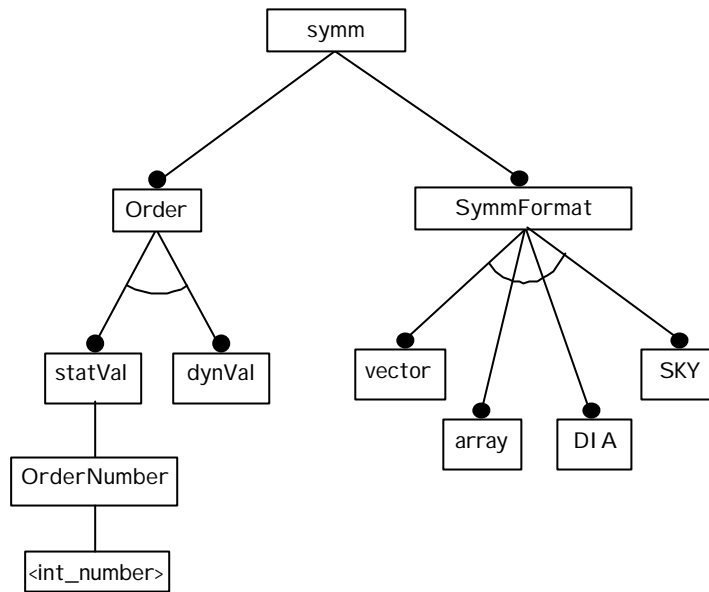 symm
Order
SymmFormat
statVal
dynVal
vector
SKY
array
DIA
OrderNumber
<int_number>